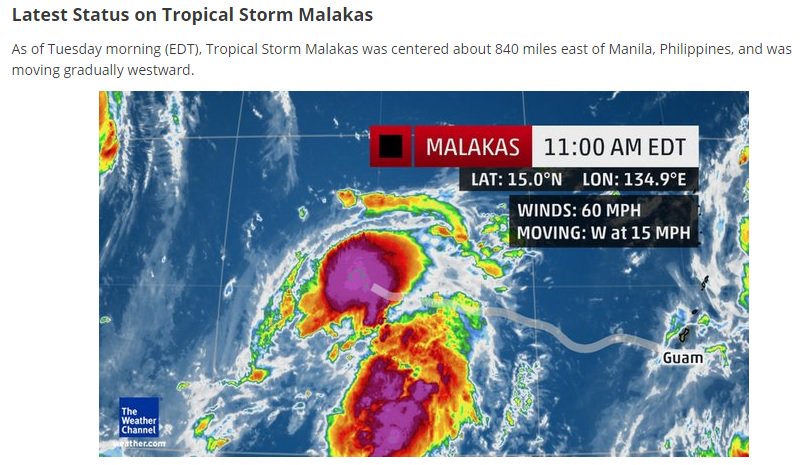 Latest Status on Tropical Storm Malakas
As of Tuesday morning (EDT), Tropical Storm Malakas was centered about 840 miles east of Manila, Philippines, and was
moving gradually westward.
MALAKAS 11:00 AM EDT
LAT: 15.0°N LON: 134.9°E
WINDS: 60 MPH
MOVING: W at 15 MPH
Guam
The
Weather
Channel
weather.com